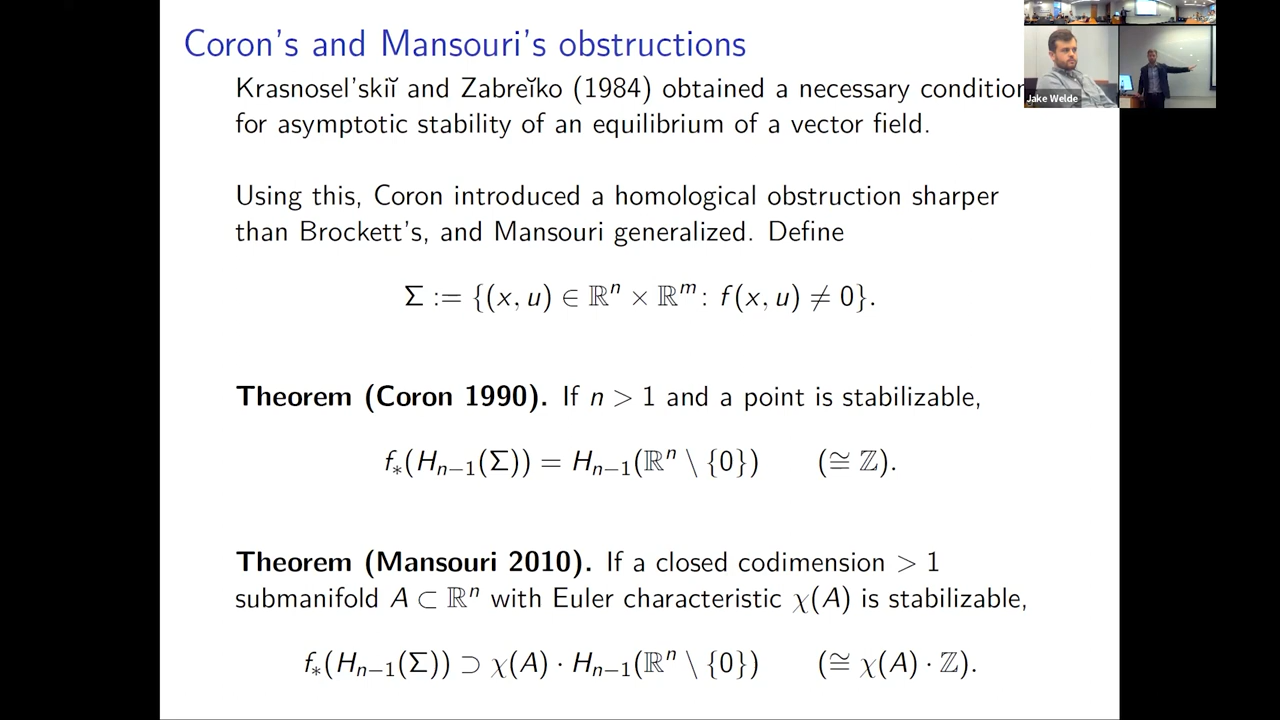 Coron's and Mansouri's obstructions
Krasnosel'skiĭ and Zabreĭko (1984) obtained a necessary condition
for asymptotic stability of an equilibrium of a vector field.
Using this, Coron introduced a homological obstruction sharper
than Brockett's, and Mansouri generalized. Define
Σ := {(x, u) ∈ ℝⁿ × ℝᵐ : f(x, u) ≠ 0}.
Theorem (Coron 1990). If n > 1 and a point is stabilizable,
f∗(Hₙ₋₁(Σ)) = Hₙ₋₁(ℝⁿ \ {0}) (≅ ℤ).
Theorem (Mansouri 2010). If a closed codimension > 1
submanifold A ⊂ ℝⁿ with Euler characteristic χ(A) is stabilizable,
f∗(Hₙ₋₁(Σ)) ⊃ χ(A) · Hₙ₋₁(ℝⁿ \ {0}) (≅ χ(A) · ℤ).
Jake Welde